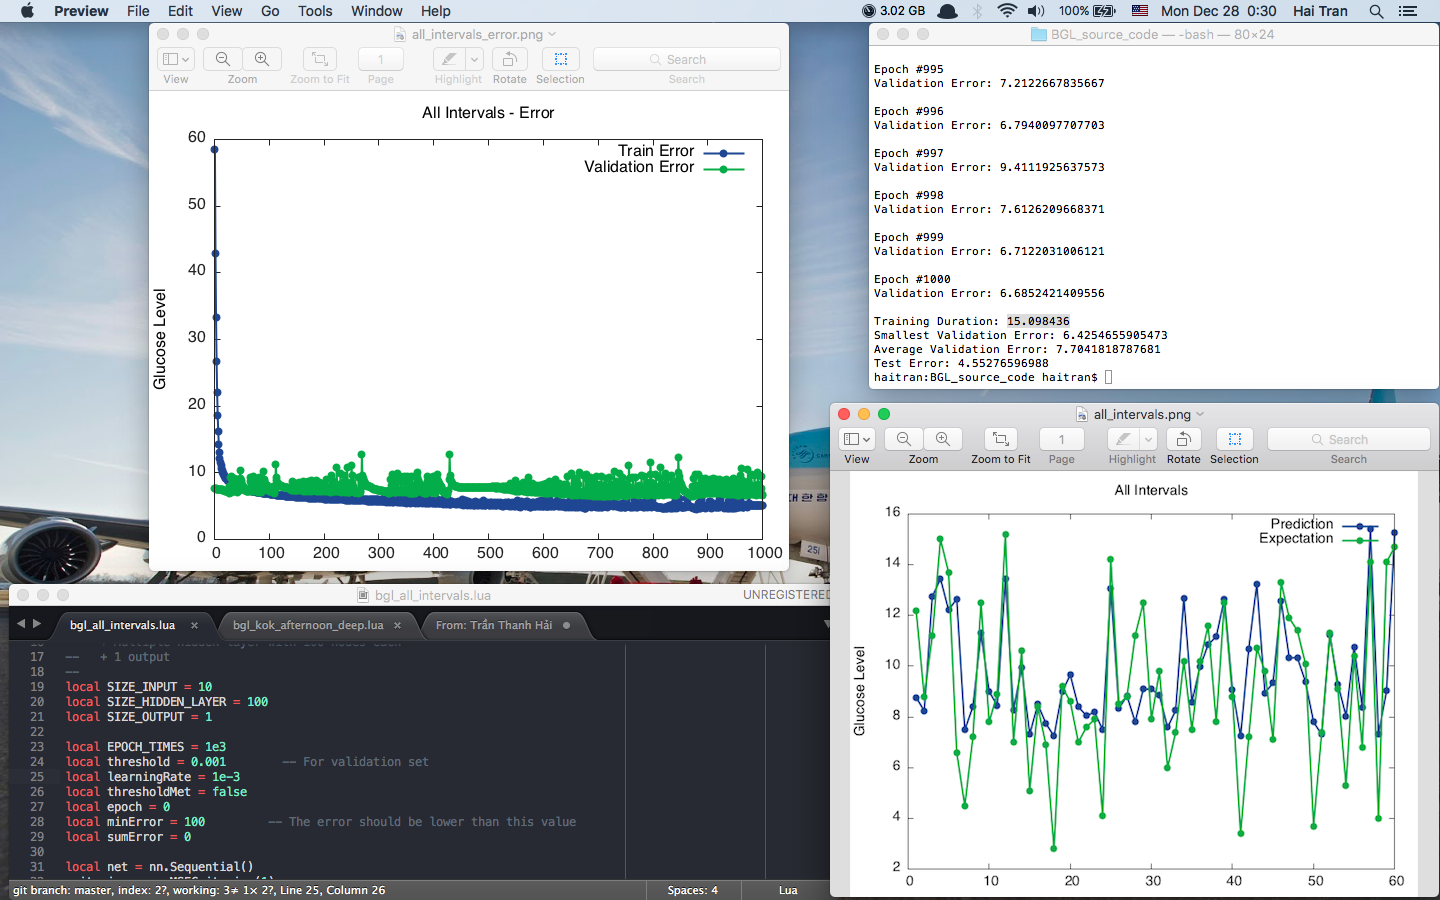 Preview File Edit View Go Tools Window Help
3.02 GB 100% Mon Dec 28 0:30 Hai Tran
all_intervals_error.png
View Zoom Zoom to Fit 1 Page Highlight Rotate Selection Search
Search
All Intervals - Error
Train Error
Validation Error
Glucose Level
60
50
40
30
20
10
0
0 100 200 300 400 500 600 700 800 900 1000
BGL_source_code — -bash — 80×24
Epoch #995
Validation Error: 7.2122667835667
Epoch #996
Validation Error: 6.7940097707703
Epoch #997
Validation Error: 9.4111925637573
Epoch #998
Validation Error: 7.6126209668371
Epoch #999
Validation Error: 6.7122031006121
Epoch #1000
Validation Error: 6.6852421409556
Training Duration: 15.098436
Smallest Validation Error: 6.4254655905473
Average Validation Error: 7.7041818787681
Test Error: 4.55276596988
haitran:BGL_source_code haitran$
bgl_all_intervals.lua UNREGISTERED
bgl_all_intervals.lua × bgl_kok_afternoon_deep.lua × From: Trần Thanh Hải
17 -- + 1 output
18 --
19 local SIZE_INPUT = 10
20 local SIZE_HIDDEN_LAYER = 100
21 local SIZE_OUTPUT = 1
22
23 local EPOCH_TIMES = 1e3
24 local threshold = 0.001 -- For validation set
25 local learningRate = 1e-3
26 local thresholdMet = false
27 local epoch = 0
28 local minError = 100 -- The error should be lower than this value
29 local sumError = 0
30
31 local net = nn.Sequential()
git branch: master, index: 2?, working: 3≠ 1× 2?, Line 25, Column 26 Spaces: 4 Lua
all_intervals.png
1 Search
View Zoom Zoom to Fit Page Highlight Rotate Selection Search
All Intervals
Prediction
Expectation
Glucose Level
16
14
12
10
8
6
4
2
0 10 20 30 40 50 60
대한항
251